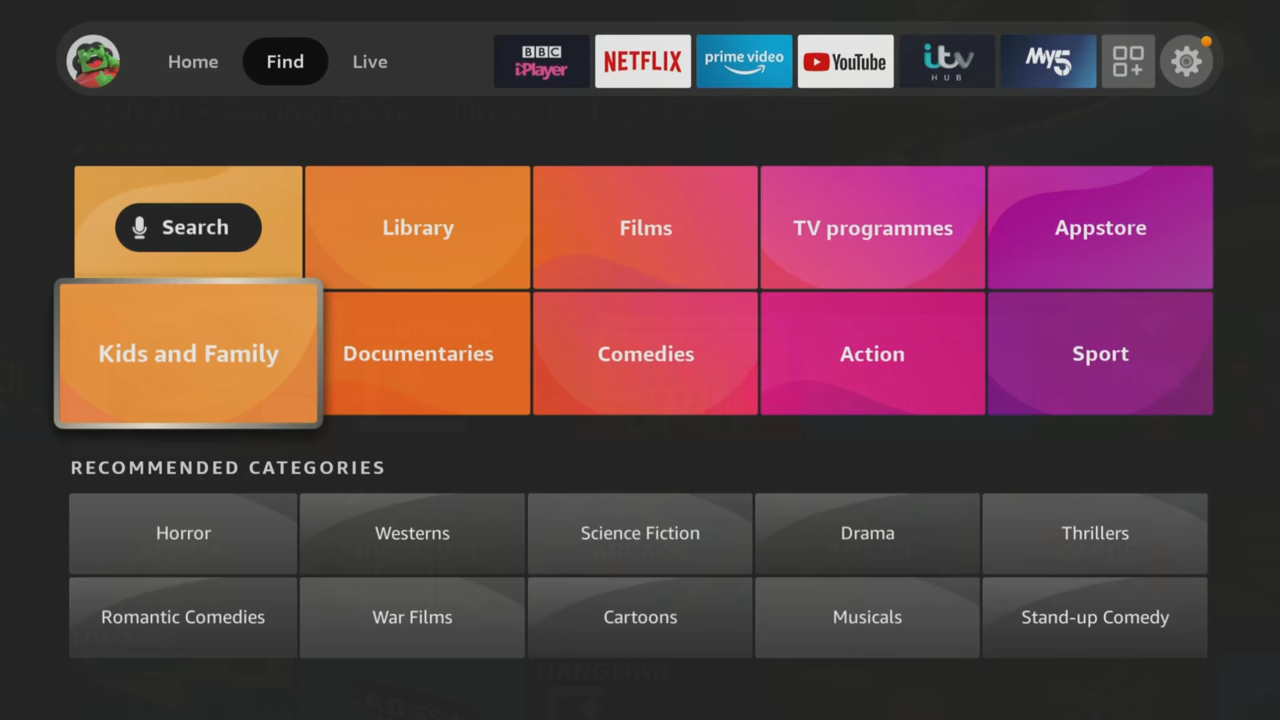 Home
Find
Live
BBC
iPlayer
NETFLIX
prime video
YouTube
itv
HUB
My5
Search
Library
Films
TV programmes
Appstore
Kids and Family
Documentaries
Comedies
Action
Sport
RECOMMENDED CATEGORIES
Horror
Westerns
Science Fiction
Drama
Thrillers
Romantic Comedies
War Films
Cartoons
Musicals
Stand-up Comedy
HANGMAN